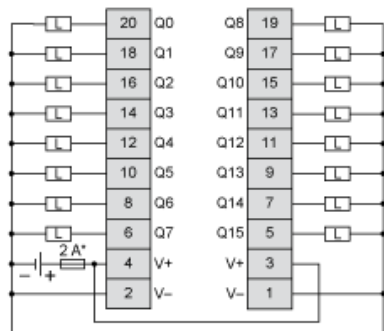 L 20 Q0 Q8 19 L
L 18 Q1 Q9 17 L
L 16 Q2 Q10 15 L
L 14 Q3 Q11 13 L
L 12 Q4 Q12 11 L
L 10 Q5 Q13 9 L
L 8 Q6 Q14 7 L
L 6 Q7 Q15 5 L
2 A* 4 V+ V+ 3
− + 2 V− V− 1